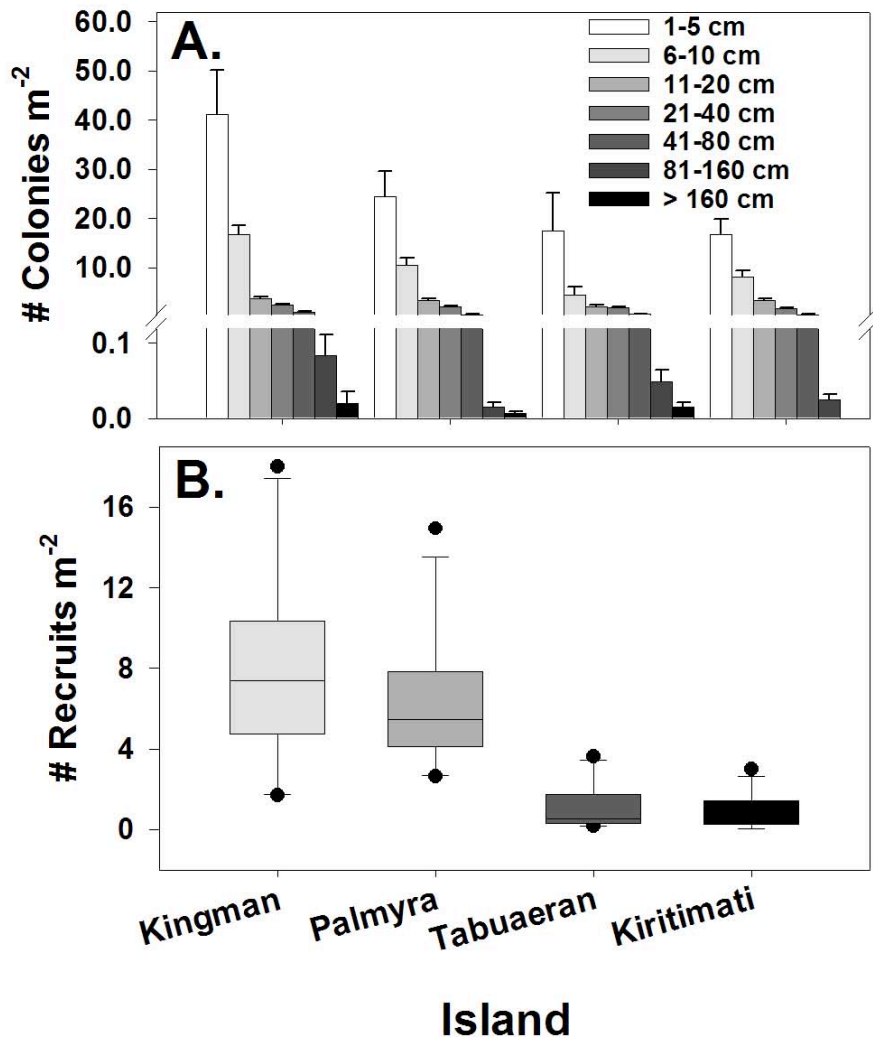 A.
# Colonies m-2
60.0
50.0
40.0
30.0
20.0
10.0
0.1
0.0
1-5 cm
6-10 cm
11-20 cm
21-40 cm
41-80 cm
81-160 cm
> 160 cm
B.
# Recruits m-2
16
12
8
4
0
Kingman
Palmyra
Tabuaeran
Kiritimati
Island